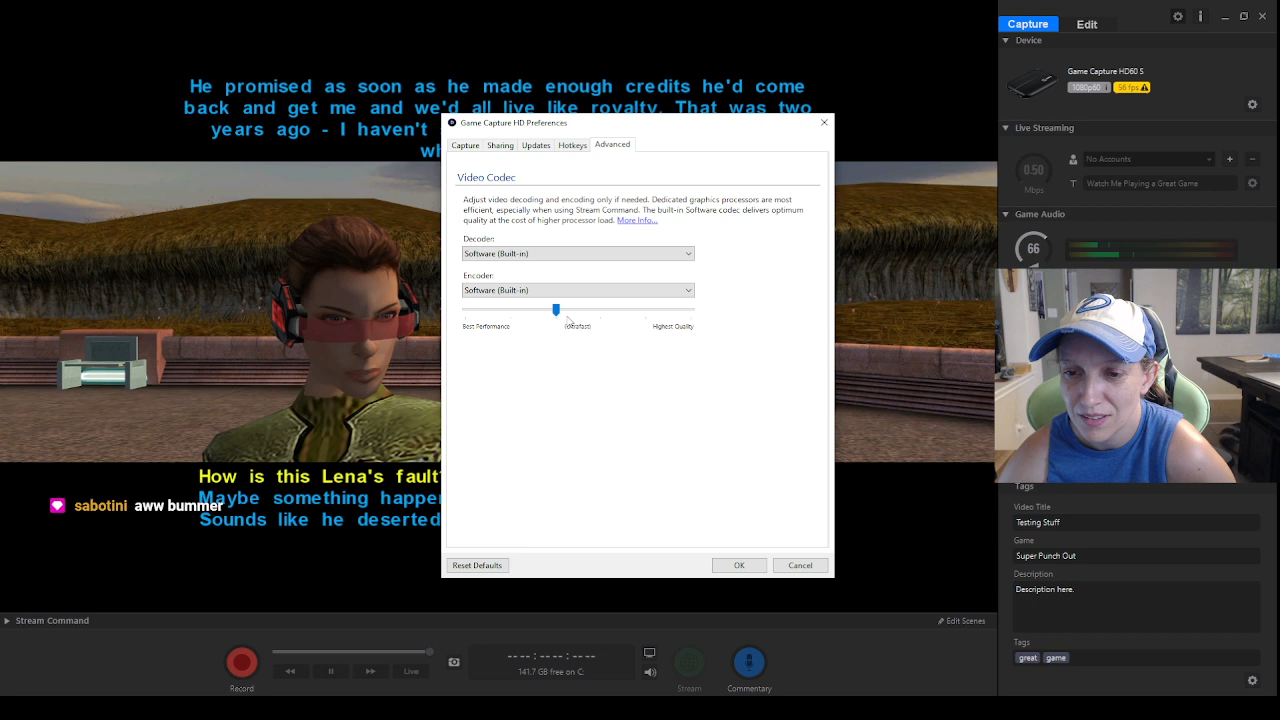 He promised as soon as he made enough credits he'd come
back and get me and we'd all live like royalty. That was two
years ago - I haven't
wh
How is this Lena's fault?
Maybe something happen
Sounds like he deserted
sabotini aww bummer
Game Capture HD Preferences
Capture Sharing Updates Hotkeys Advanced
Video Codec
Adjust video decoding and encoding only if needed. Dedicated graphics processors are most
efficient, especially when using Stream Command. The built-in Software codec delivers optimum
quality at the cost of higher processor load. More Info...
Decoder:
Software (Built-in)
Encoder:
Software (Built-in)
Best Performance (Ultrafast) Highest Quality
Reset Defaults OK Cancel
Capture Edit
Device
Game Capture HD60 S
1080p60 56 fps
Live Streaming
0.50
Mbps
No Accounts
Watch Me Playing a Great Game
Game Audio
66
Tags
Video Title
Testing Stuff
Game
Super Punch Out
Description
Description here.
Tags
great game
Stream Command
Edit Scenes
Record
Live
--:--:--:--
141.7 GB free on C:
Stream
Commentary